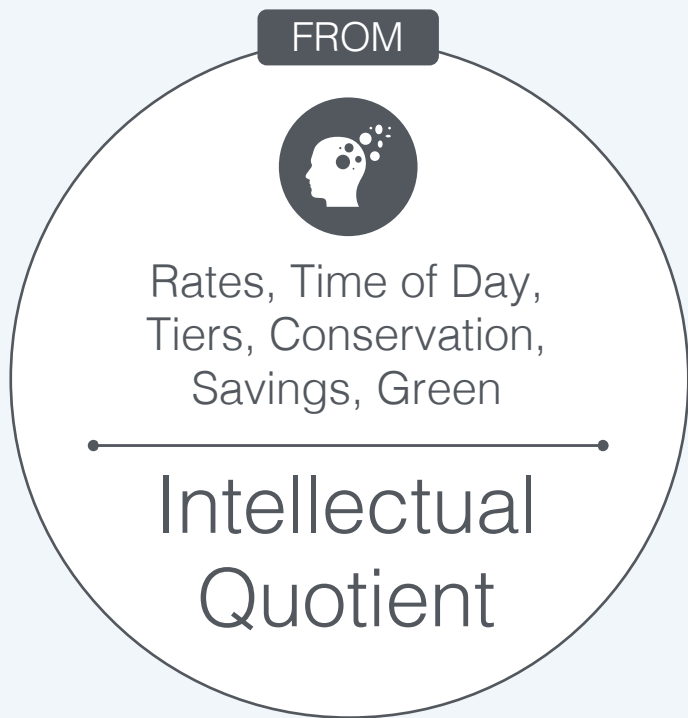 FROM
Rates, Time of Day,
Tiers, Conservation,
Savings, Green
Intellectual
Quotient